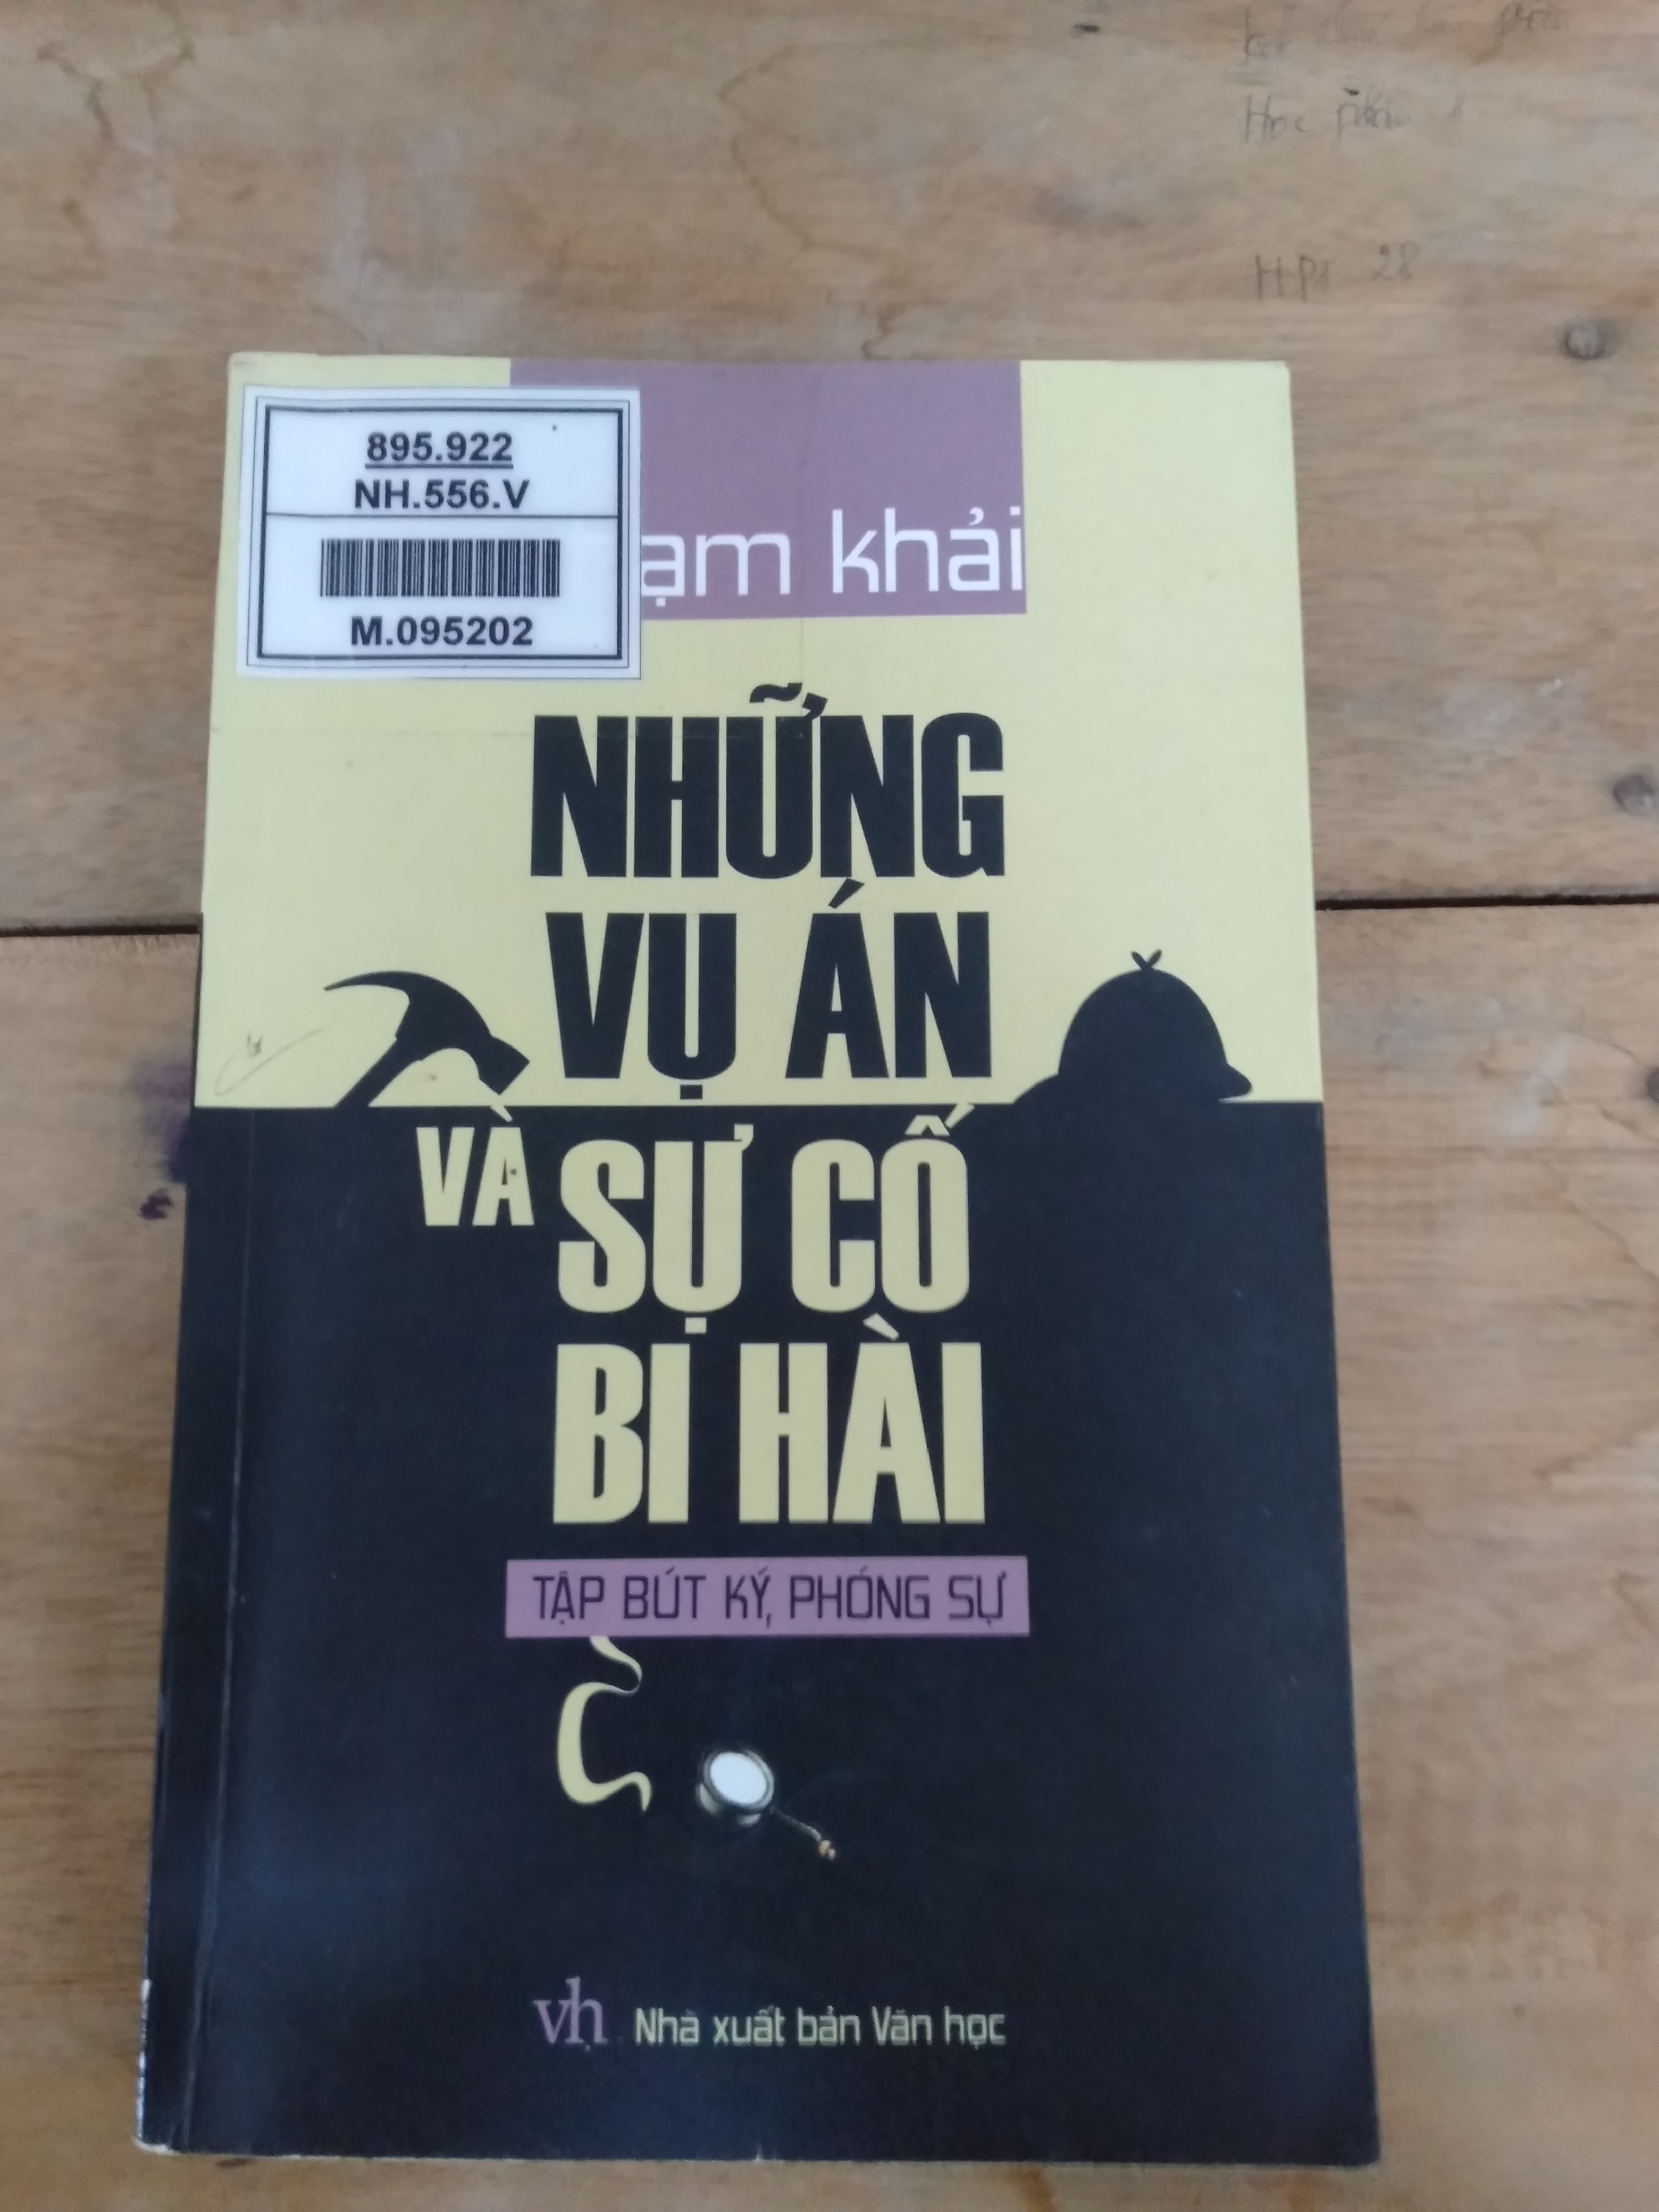 Học phần
HP1 28
895.922
NH.556.V
M.095202
ạm khải
NHỮNG
VỤ ÁN
VÀ SỰ CỐ
BI HÀI
TẬP BÚT KÝ, PHÓNG SỰ
vh Nhà xuất bản Văn học